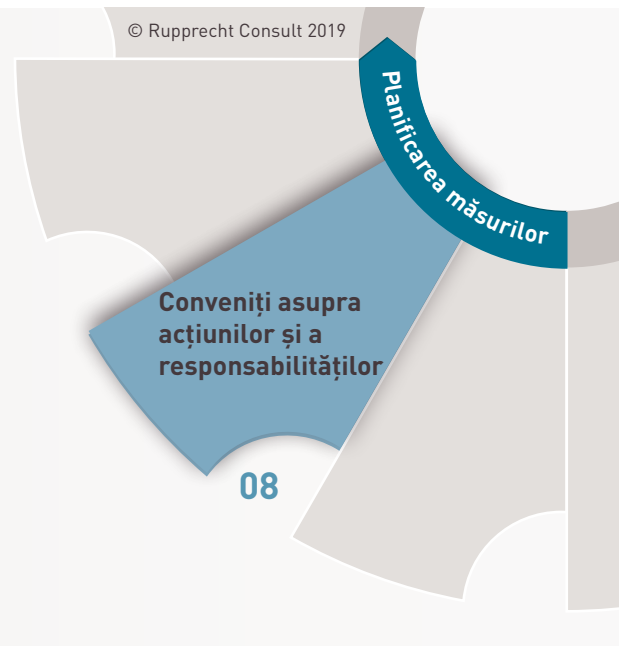 © Rupprecht Consult 2019
Planificarea măsurilor
Conveniți asupra
acțiunilor și a
responsabilităților
08